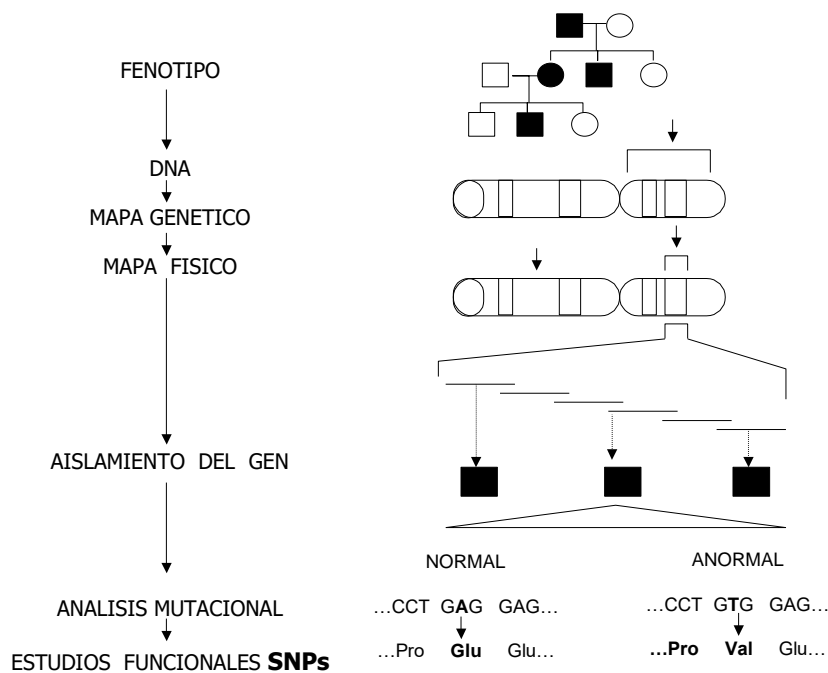 FENOTIPO
DNA
MAPA GENETICO
MAPA FISICO
AISLAMIENTO DEL GEN
ANALISIS MUTACIONAL
ESTUDIOS FUNCIONALES SNPs
NORMAL
...CCT GAG GAG...
...Pro Glu Glu...
ANORMAL
...CCT GTG GAG...
...Pro Val Glu...